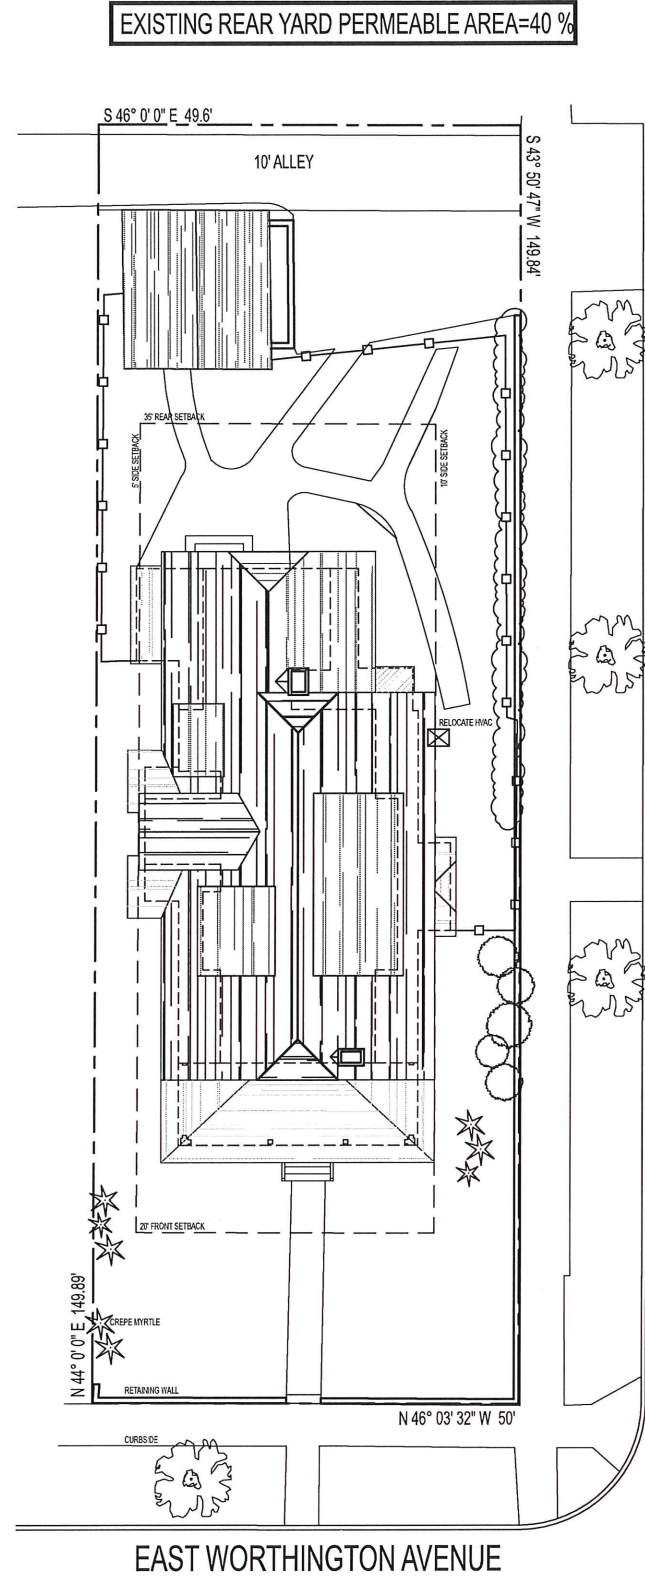 EXISTING REAR YARD PERMEABLE AREA=40 %
S 46° 0' 0" E 49.6'
10' ALLEY
S 43° 50' 47" W 149.84'
35' REAR SETBACK
5' SIDE SETBACK
10' SIDE SETBACK
RELOCATE HVAC
20' FRONT SETBACK
N 44° 0' 0" E 149.89'
CREPE MYRTLE
RETAINING WALL
N 46° 03' 32" W 50'
CURBSIDE
EAST WORTHINGTON AVENUE